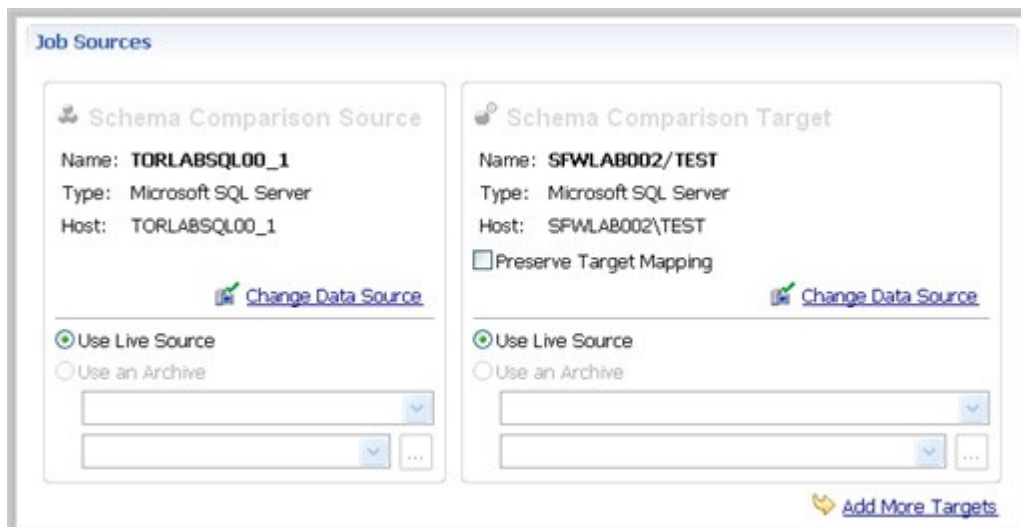 Job Sources
Schema Comparison Source
Name: TORLABSQL00_1
Type: Microsoft SQL Server
Host: TORLABSQL00_1
Change Data Source
Use Live Source
Use an Archive
...
Schema Comparison Target
Name: SFWLAB002/TEST
Type: Microsoft SQL Server
Host: SFWLAB002\TEST
Preserve Target Mapping
Change Data Source
Use Live Source
Use an Archive
...
Add More Targets